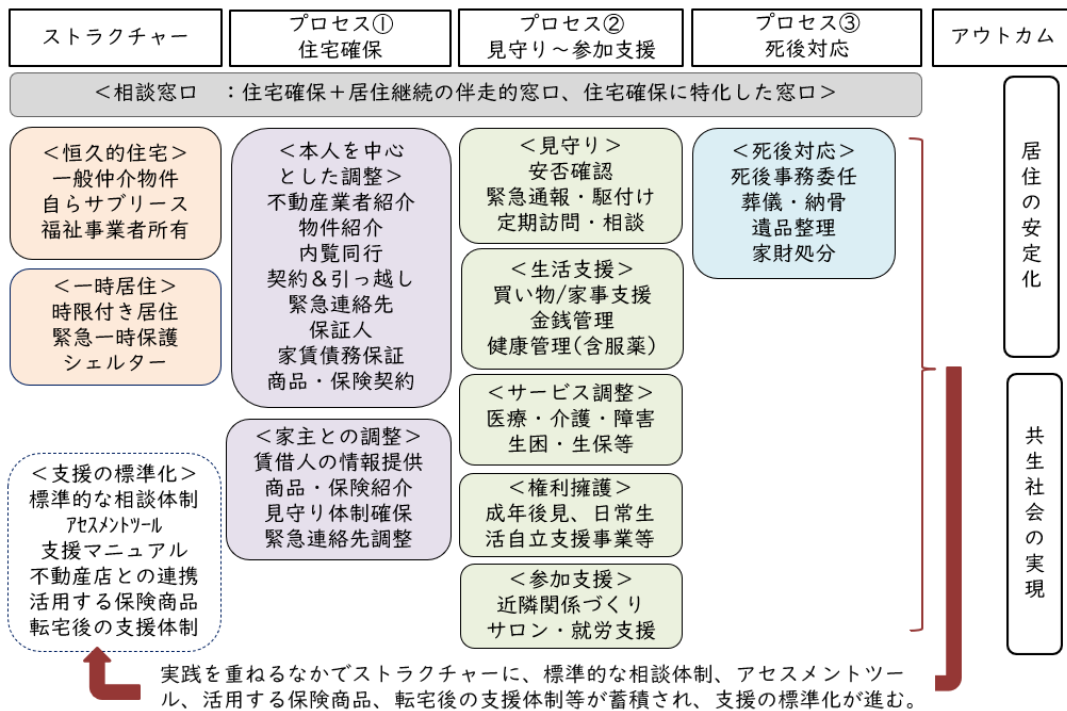 ストラクチャー
プロセス①
住宅確保
プロセス②
見守り～参加支援
プロセス③
死後対応
アウトカム
＜相談窓口　：住宅確保＋居住継続の伴走的窓口、住宅確保に特化した窓口＞
＜恒久的住宅＞
一般仲介物件
自らサブリース
福祉事業者所有
＜一時居住＞
時限付き居住
緊急一時保護
シェルター
＜支援の標準化＞
標準的な相談体制
ｱｾｽﾒﾝﾄﾂｰﾙ
支援マニュアル
不動産店との連携
活用する保険商品
転宅後の支援体制
＜本人を中心
とした調整＞
不動産業者紹介
物件紹介
内覧同行
契約＆引っ越し
緊急連絡先
保証人
家賃債務保証
商品・保険契約
＜家主との調整＞
賃借人の情報提供
商品・保険紹介
見守り体制確保
緊急連絡先調整
＜見守り＞
安否確認
緊急通報・駆付け
定期訪問・相談
＜生活支援＞
買い物/家事支援
金銭管理
健康管理(含服薬)
＜サービス調整＞
医療・介護・障害
生困・生保等
＜権利擁護＞
成年後見、日常生
活自立支援事業等
＜参加支援＞
近隣関係づくり
サロン・就労支援
＜死後対応＞
死後事務委任
葬儀・納骨
遺品整理
家財処分
居住の安定化
共生社会の実現
実践を重ねるなかでストラクチャーに、標準的な相談体制、アセスメントツー
ル、活用する保険商品、転宅後の支援体制等が蓄積され、支援の標準化が進む。